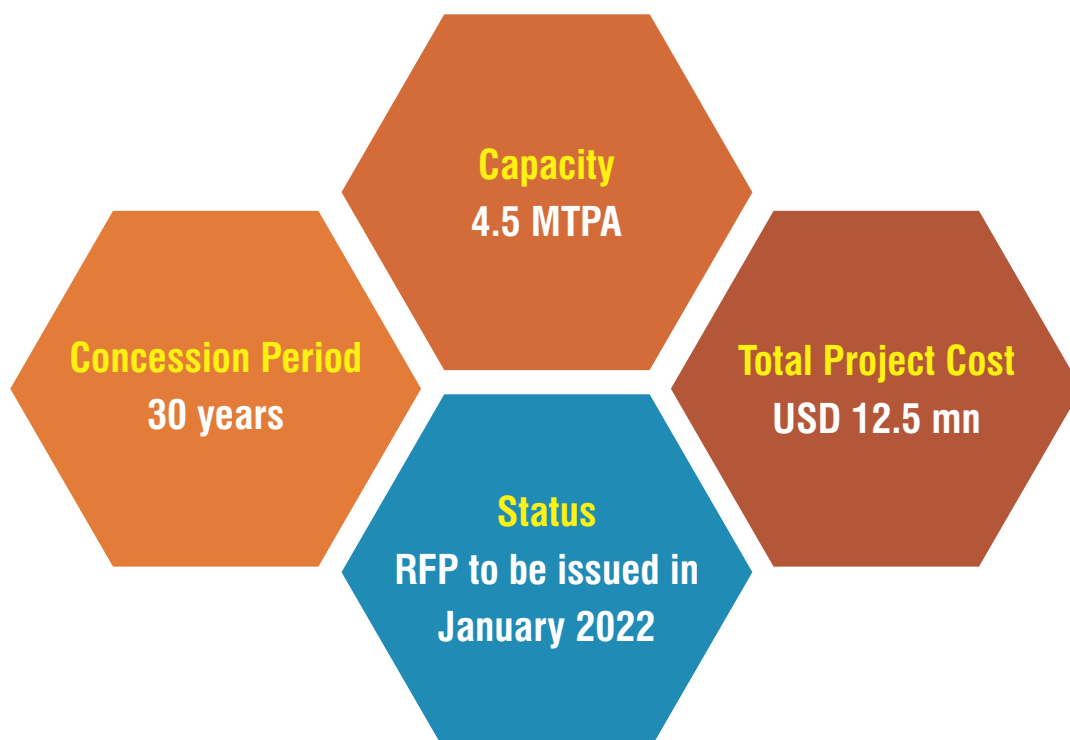 Capacity
4.5 MTPA
Concession Period
30 years
Total Project Cost
USD 12.5 mn
Status
RFP to be issued in
January 2022